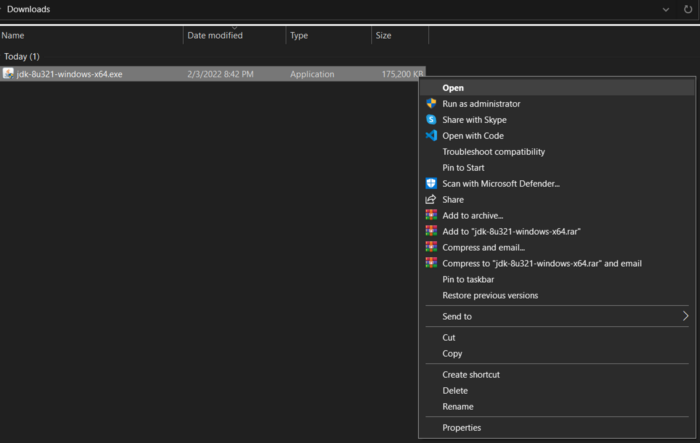 Downloads
Name Date modified Type Size
Today (1)
jdk-8u321-windows-x64.exe 2/3/2022 8:42 PM Application 175,200 KB
Open
Run as administrator
Share with Skype
Open with Code
Troubleshoot compatibility
Pin to Start
Scan with Microsoft Defender...
Share
Add to archive...
Add to "jdk-8u321-windows-x64.rar"
Compress and email...
Compress to "jdk-8u321-windows-x64.rar" and email
Pin to taskbar
Restore previous versions
Send to
Cut
Copy
Create shortcut
Delete
Rename
Properties